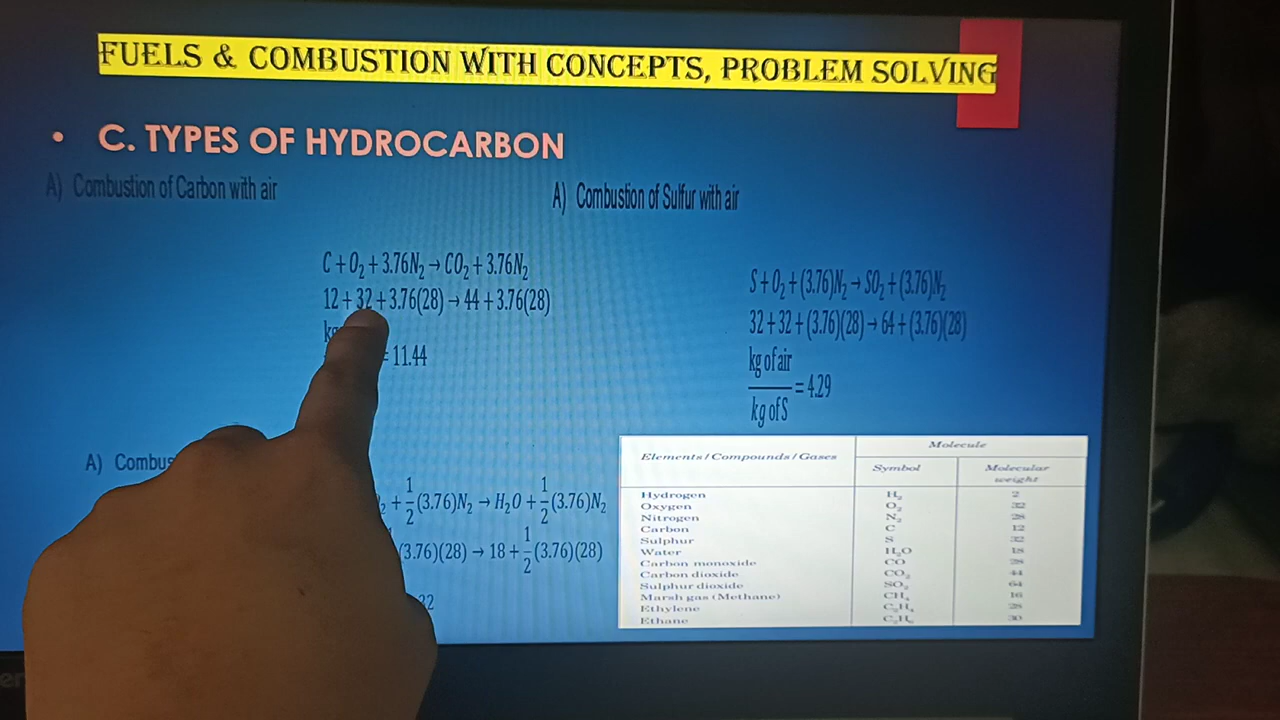 FUELS & COMBUSTION WITH CONCEPTS, PROBLEM SOLVING
• C. TYPES OF HYDROCARBON
A) Combustion of Carbon with air
C + O₂ + 3.76N₂ → CO₂ + 3.76N₂
12 + 32 + 3.76(28) → 44 + 3.76(28)
= 11.44
A) Combustion of Sulfur with air
S + O₂ + (3.76)N₂ → SO₂ + (3.76)N₂
32 + 32 + (3.76)(28) → 64 + (3.76)(28)
kg of air
= 4.29
kg of S
A)
+ 1/2 (3.76)N₂ → H₂O + 1/2 (3.76)N₂
(3.76)(28) → 18 + 1/2 (3.76)(28)
Elements / Compounds / Gases Molecule
Symbol Molecular weight
Hydrogen H₂ 2
Oxygen O₂ 32
Nitrogen N₂ 28
Carbon C 12
Sulphur S 32
Water H₂O 18
Carbon monoxide CO 28
Carbon dioxide CO₂ 44
Sulphur dioxide SO₂ 64
Marsh gas (Methane) CH₄ 16
Ethylene C₂H₄ 28
Ethane C₂H₆ 30